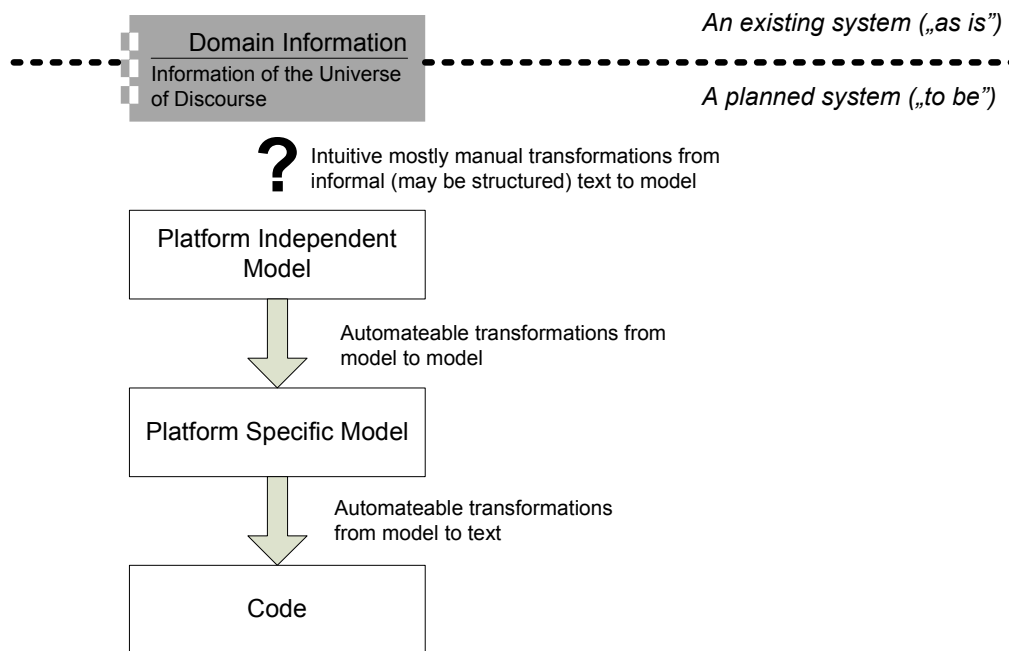 An existing system („as is”)
Domain Information
Information of the Universe
of Discourse
A planned system („to be”)
?
Intuitive mostly manual transformations from
informal (may be structured) text to model
Platform Independent
Model
Automateable transformations from
model to model
Platform Specific Model
Automateable transformations
from model to text
Code